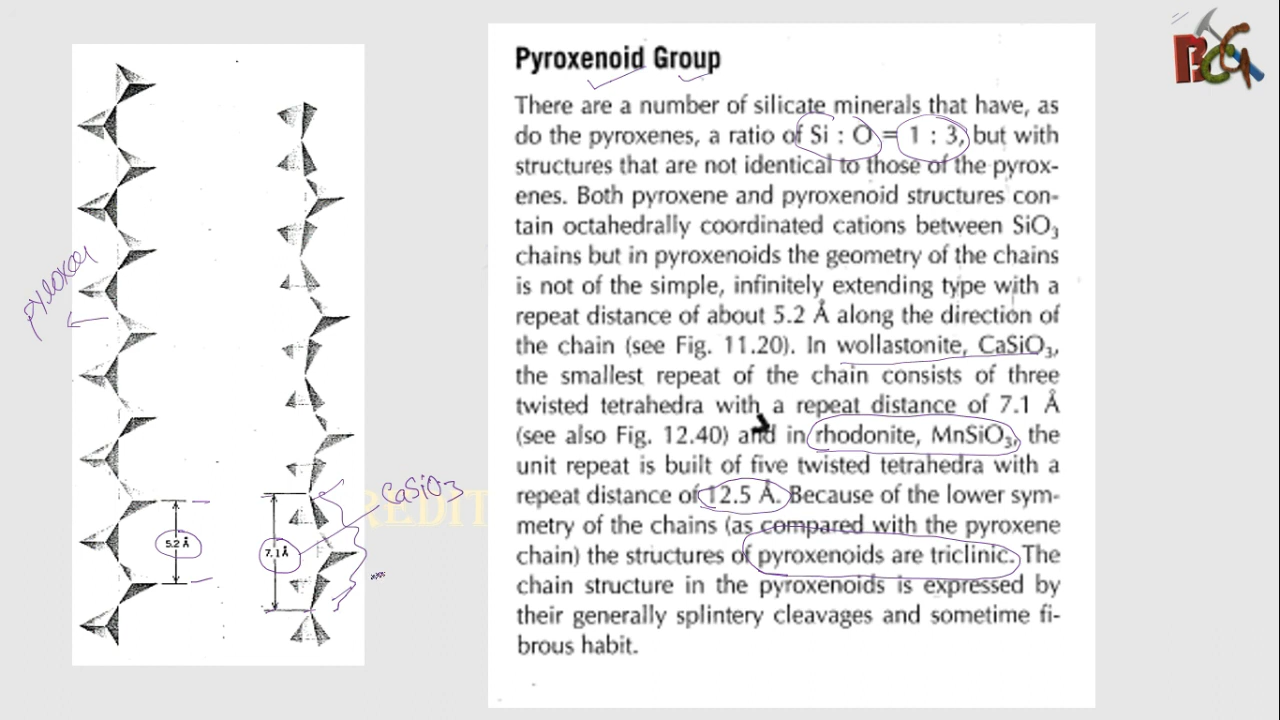 Pyroxenoid Group
There are a number of silicate minerals that have, as
do the pyroxenes, a ratio of Si : O = 1 : 3, but with
structures that are not identical to those of the pyrox-
enes. Both pyroxene and pyroxenoid structures con-
tain octahedrally coordinated cations between SiO₃
chains but in pyroxenoids the geometry of the chains
is not of the simple, infinitely extending type with a
repeat distance of about 5.2 Å along the direction of
the chain (see Fig. 11.20). In wollastonite, CaSiO₃,
the smallest repeat of the chain consists of three
twisted tetrahedra with a repeat distance of 7.1 Å
(see also Fig. 12.40) and in rhodonite, MnSiO₃, the
unit repeat is built of five twisted tetrahedra with a
repeat distance of 12.5 Å. Because of the lower sym-
metry of the chains (as compared with the pyroxene
chain) the structures of pyroxenoids are triclinic. The
chain structure in the pyroxenoids is expressed by
their generally splintery cleavages and sometime fi-
brous habit.
5.2 Å
7.1 Å
CaSiO3
BCG